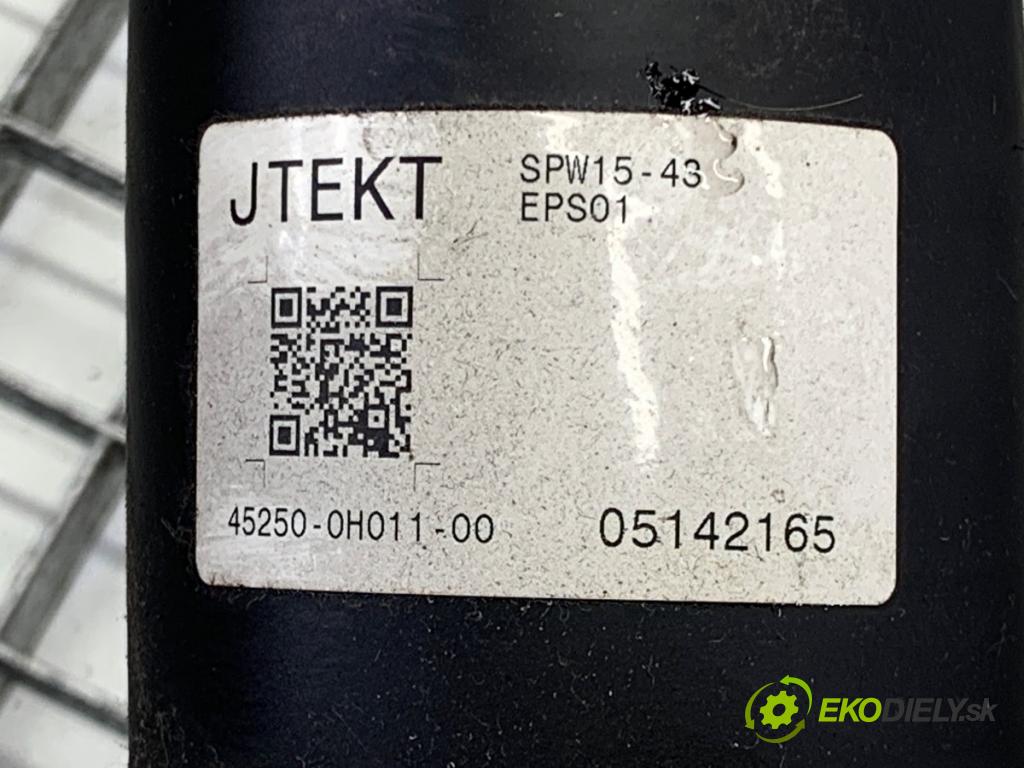 JTEKT
SPW15-43
EPS01
45250-0H011-00
05142165
EKODIELY.sk